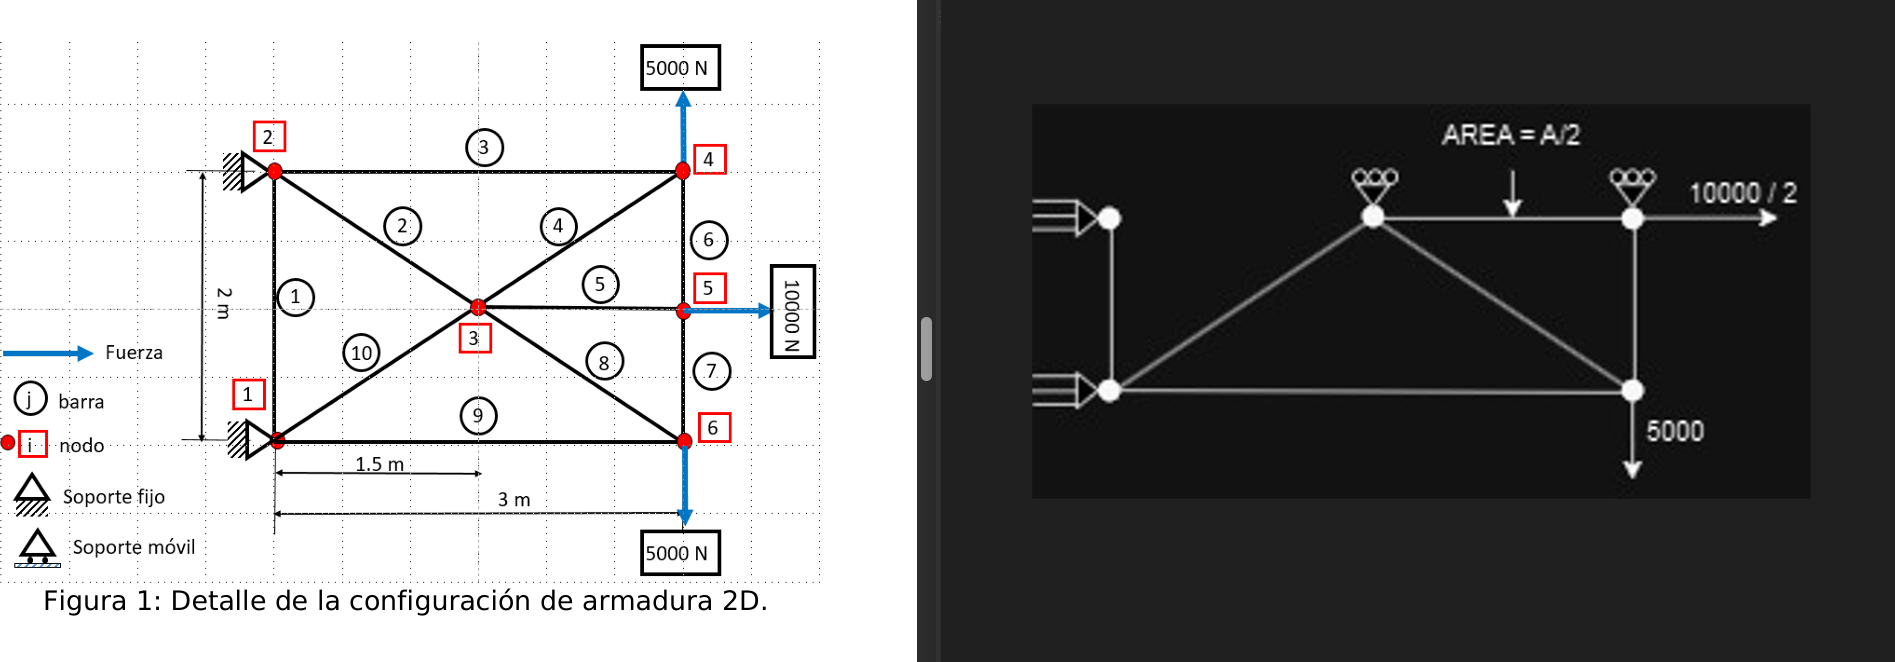 5000 N
2
3
4
2
4
6
5
5
1
2 m
10000 N
3
Fuerza
10
8
7
1
j
barra
9
6
i
nodo
1.5 m
3 m
Soporte fijo
Soporte móvil
5000 N
Figura 1: Detalle de la configuración de armadura 2D.
AREA = A/2
10000 / 2
5000